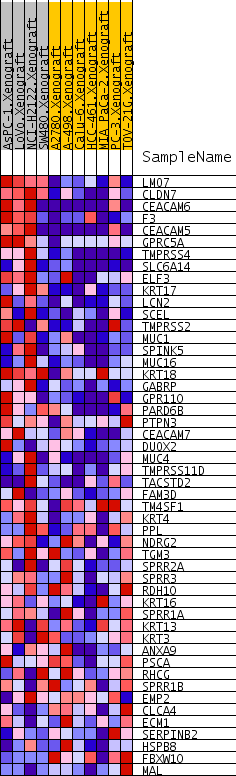 AsPC-1.Xenograft
LoVo.Xenograft
NCI-H2122.Xenograft
SW480.Xenograft
A2780.Xenograft
A-498.Xenograft
Calu-6.Xenograft
HCC-461.Xenograft
MIA PaCa-2.Xenograft
PC-3.Xenograft
TOV-21G.Xenograft
SampleName
LMO7
CLDN7
CEACAM6
F3
CEACAM5
GPRC5A
TMPRSS4
SLC6A14
ELF3
KRT17
LCN2
SCEL
TMPRSS2
MUC1
SPINK5
MUC16
KRT18
GABRP
GPR110
PARD6B
PTPN3
CEACAM7
DUOX2
MUC4
TMPRSS11D
TACSTD2
FAM3D
TM4SF1
KRT4
PPL
NDRG2
TGM3
SPRR2A
SPRR3
RDH10
KRT16
SPRR1A
KRT13
KRT3
ANXA9
PSCA
RHCG
SPRR1B
EMP2
CLCA4
ECM1
SERPINB2
HSPB8
FBXW10
MAL